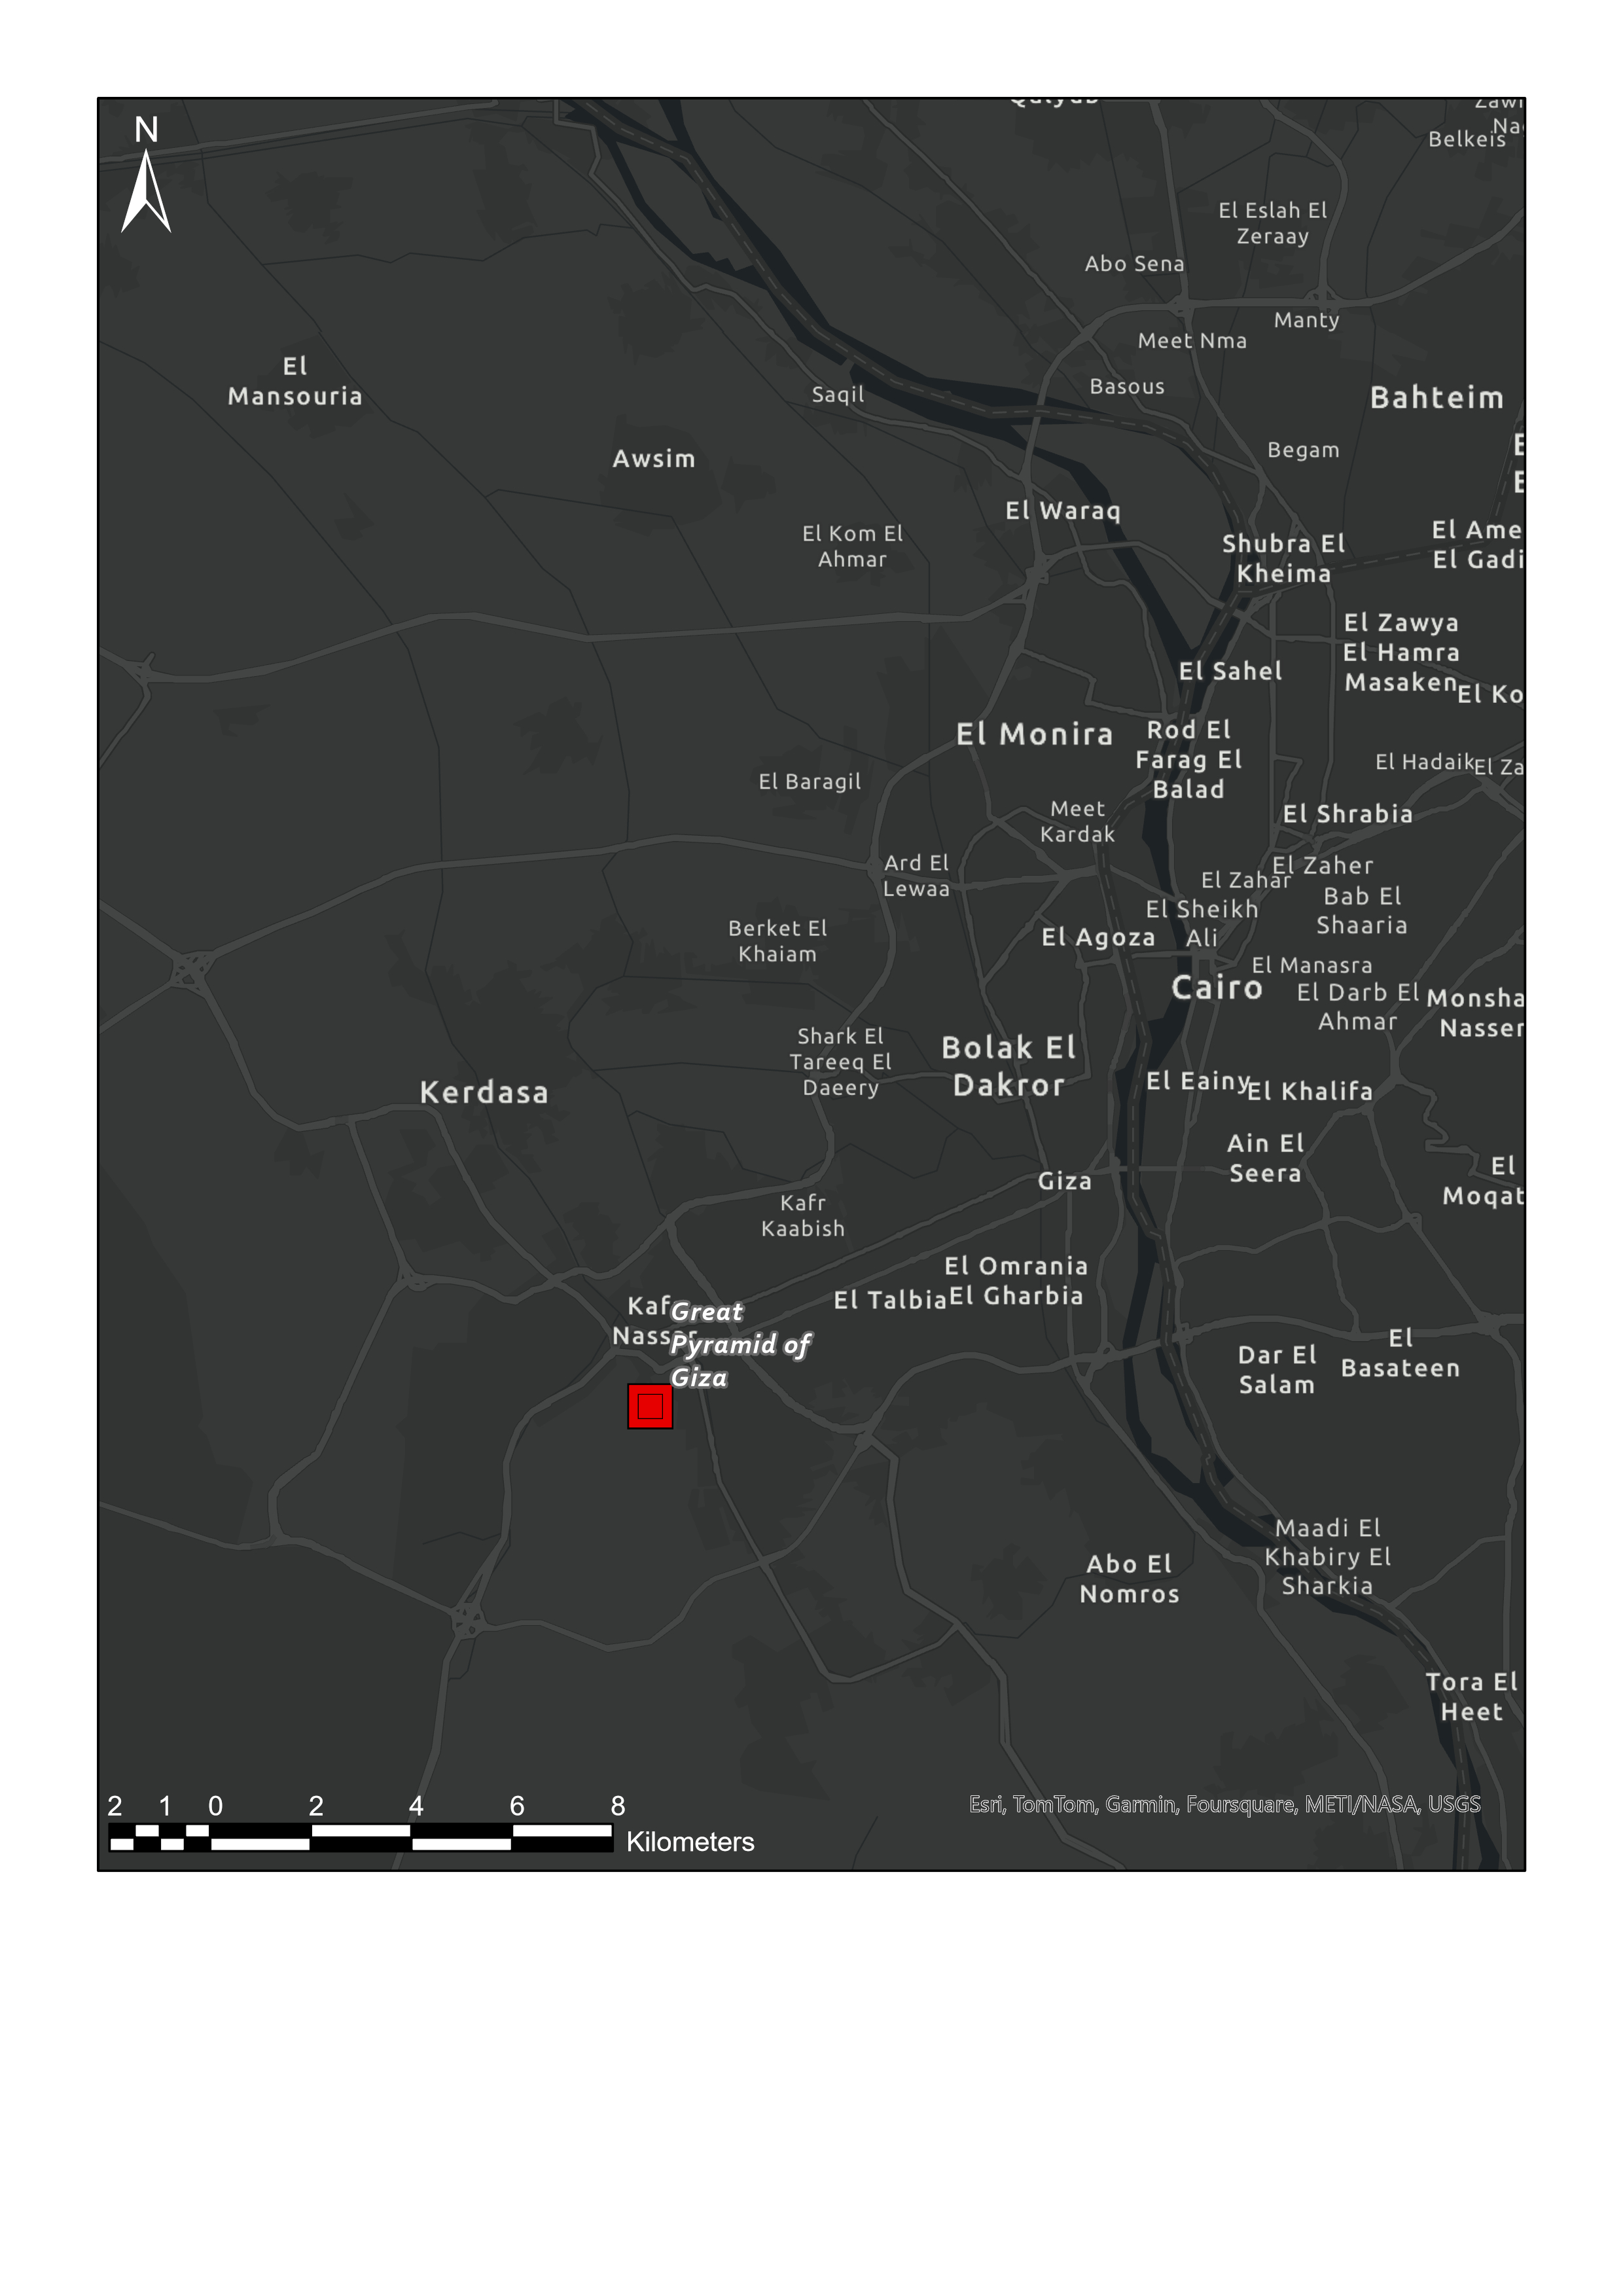 N
Belkeis
El Eslah El
Zeraay
Abo Sena
Manty
Meet Nma
El
Mansouria
Saqil
Basous
Bahteim
Awsim
Begam
El Waraq
El Kom El
Ahmar
Shubra El
Kheima
El Ame
El Gadi
El Zawya
El Hamra
Masaken
El Sahel
El Ko
El Monira
Rod El
Farag El
Balad
El Hadaik
El Za
El Baragil
Meet
Kardak
El Shrabia
Ard El
Lewaa
El Zaher
El Zahar
Bab El
Shaaria
El Sheikh
Ali
Berket El
Khaiam
El Agoza
El Manasra
Cairo
El Darb El
Ahmar
Monsha
Nasser
Shark El
Tareeq El
Daeery
Bolak El
Dakror
Kerdasa
El Eainy
El Khalifa
Ain El
Seera
Giza
El
Moqat
Kafr
Kaabish
El Omrania
El Gharbia
El Talbia
Kaf
Nasser
Great
Pyramid of
Giza
Dar El
Salam
El
Basateen
Maadi El
Khabiry El
Sharkia
Abo El
Nomros
Tora El
Heet
2 1 0 2 4 6 8
Kilometers
Esri, TomTom, Garmin, Foursquare, METI/NASA, USGS